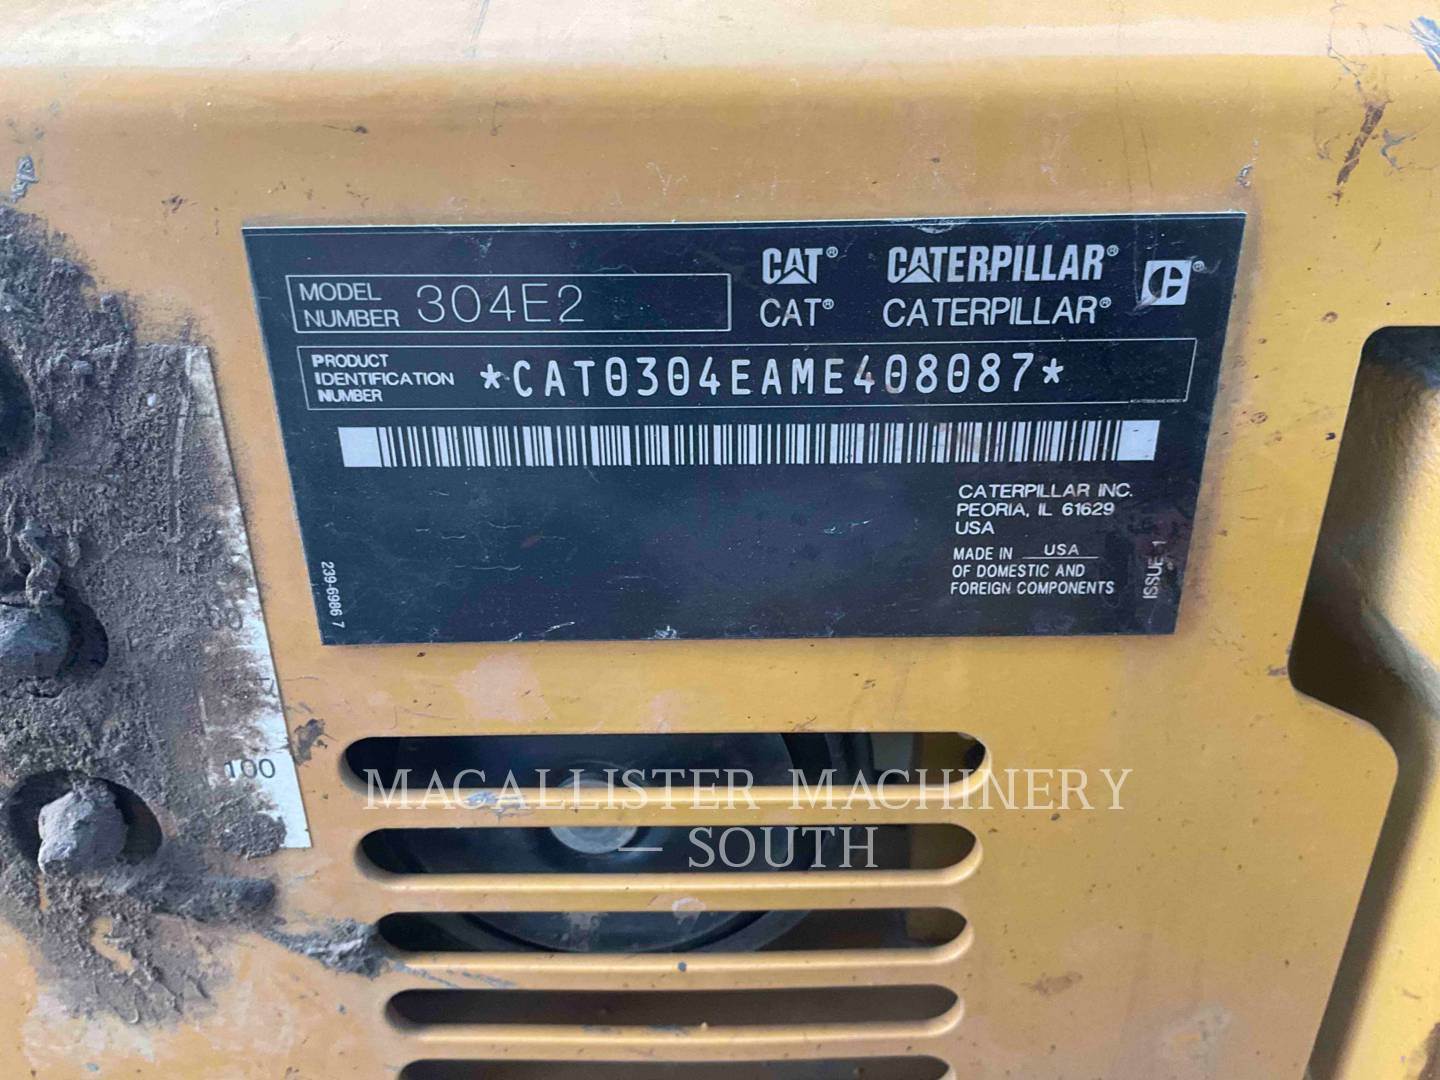 MODEL NUMBER 304E2
CAT® CATERPILLAR®
CAT® CATERPILLAR®
PRODUCT IDENTIFICATION NUMBER *CAT0304EAME408087*
CATERPILLAR INC.
PEORIA, IL 61629
USA
MADE IN USA
OF DOMESTIC AND
FOREIGN COMPONENTS
ISSUE 1
239-6986 7
100
MACALLISTER MACHINERY
— SOUTH